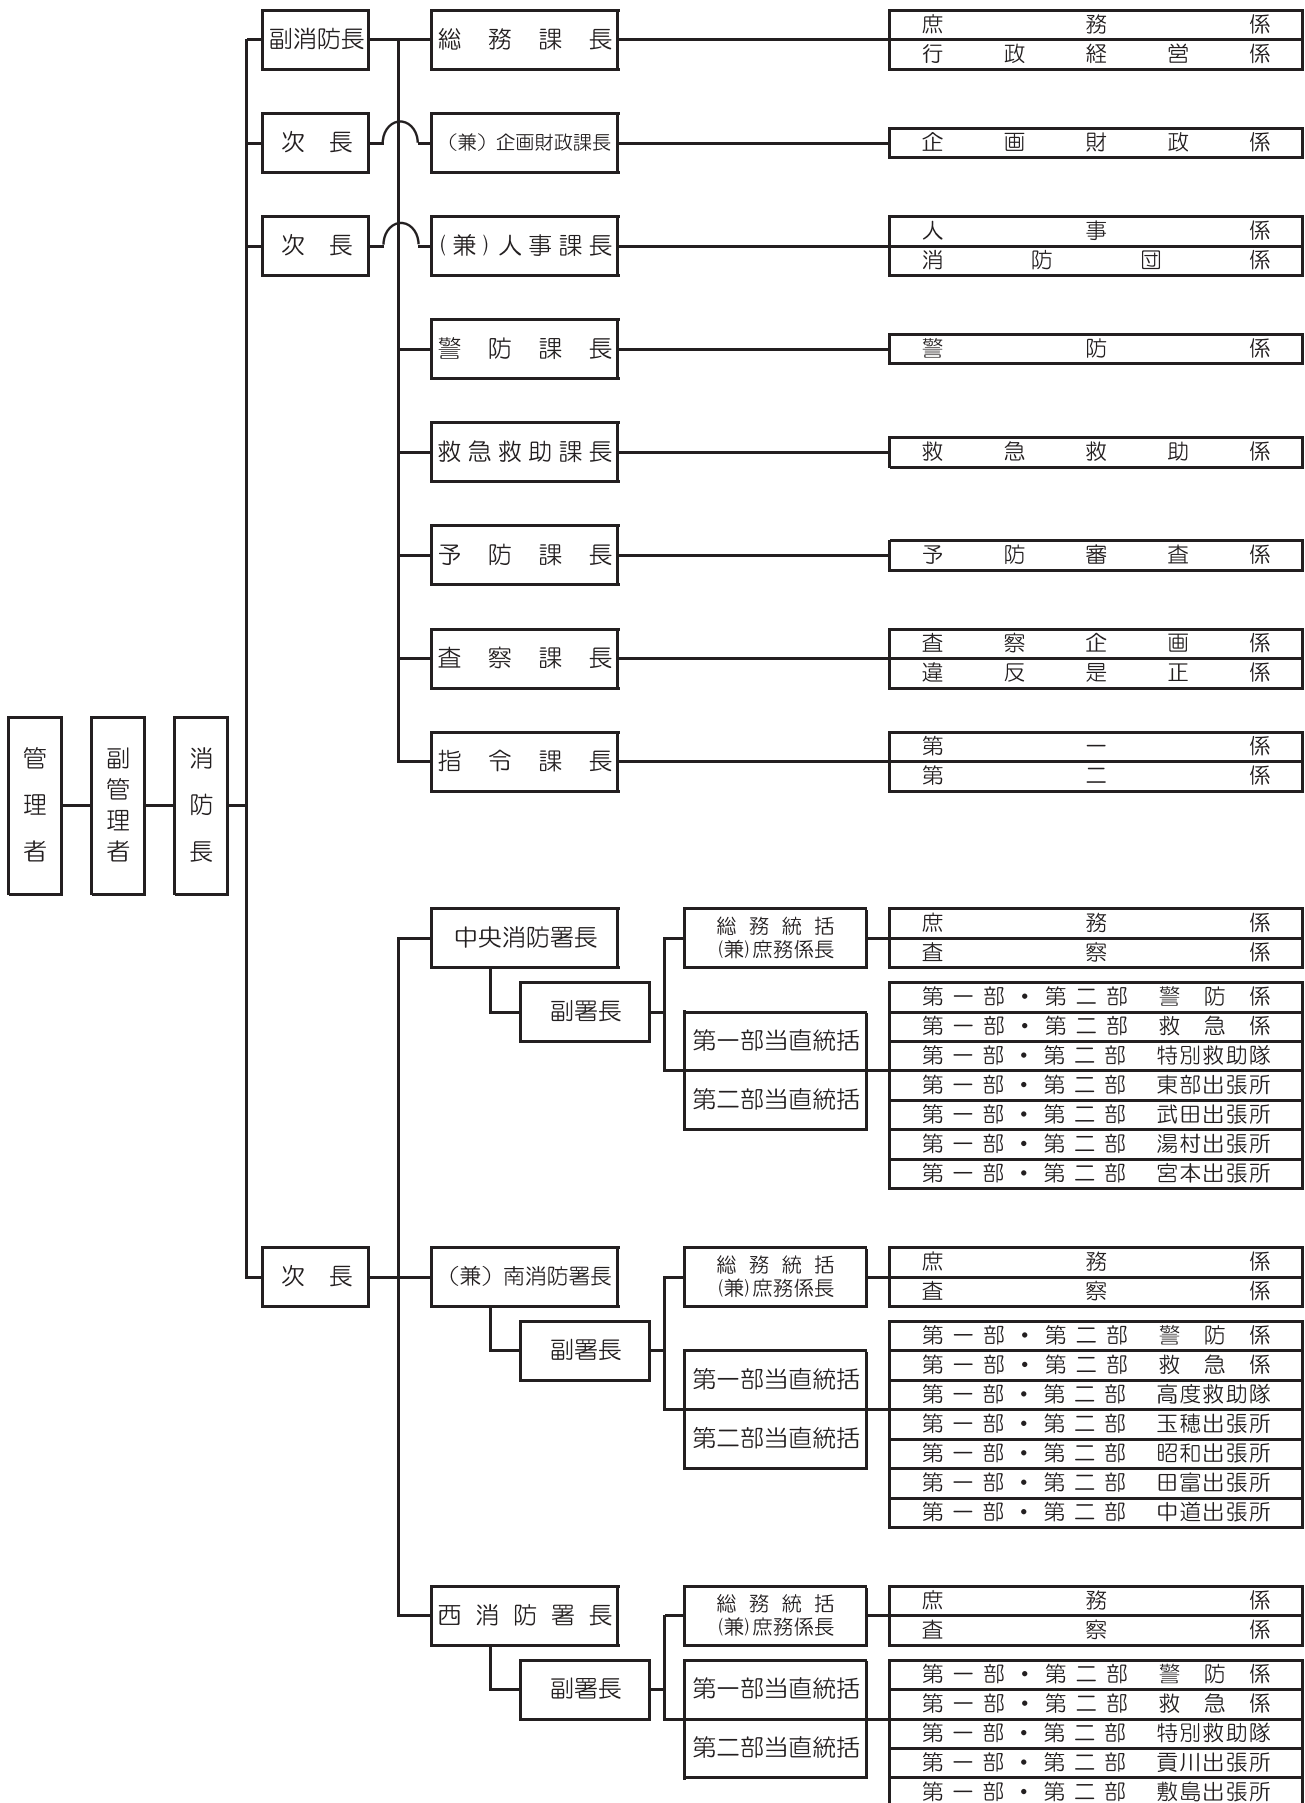 管理者
副管理者
消防長
副消防長
総務課長
庶務係
行政経営係
次長
（兼）企画財政課長
企画財政係
次長
（兼）人事課長
人事係
消防団係
警防課長
警防係
救急救助課長
救急救助係
予防課長
予防審査係
査察課長
査察企画係
違反是正係
指令課長
第一係
第二係
次長
中央消防署長
副署長
総務統括
（兼）庶務係長
庶務係
査察係
第一部当直統括
第二部当直統括
第一部・第二部 警防係
第一部・第二部 救急係
第一部・第二部 特別救助隊
第一部・第二部 東部出張所
第一部・第二部 武田出張所
第一部・第二部 湯村出張所
第一部・第二部 宮本出張所
（兼）南消防署長
副署長
総務統括
（兼）庶務係長
庶務係
査察係
第一部当直統括
第二部当直統括
第一部・第二部 警防係
第一部・第二部 救急係
第一部・第二部 高度救助隊
第一部・第二部 玉穂出張所
第一部・第二部 昭和出張所
第一部・第二部 田富出張所
第一部・第二部 中道出張所
西消防署長
副署長
総務統括
（兼）庶務係長
庶務係
査察係
第一部当直統括
第二部当直統括
第一部・第二部 警防係
第一部・第二部 救急係
第一部・第二部 特別救助隊
第一部・第二部 貢川出張所
第一部・第二部 敷島出張所